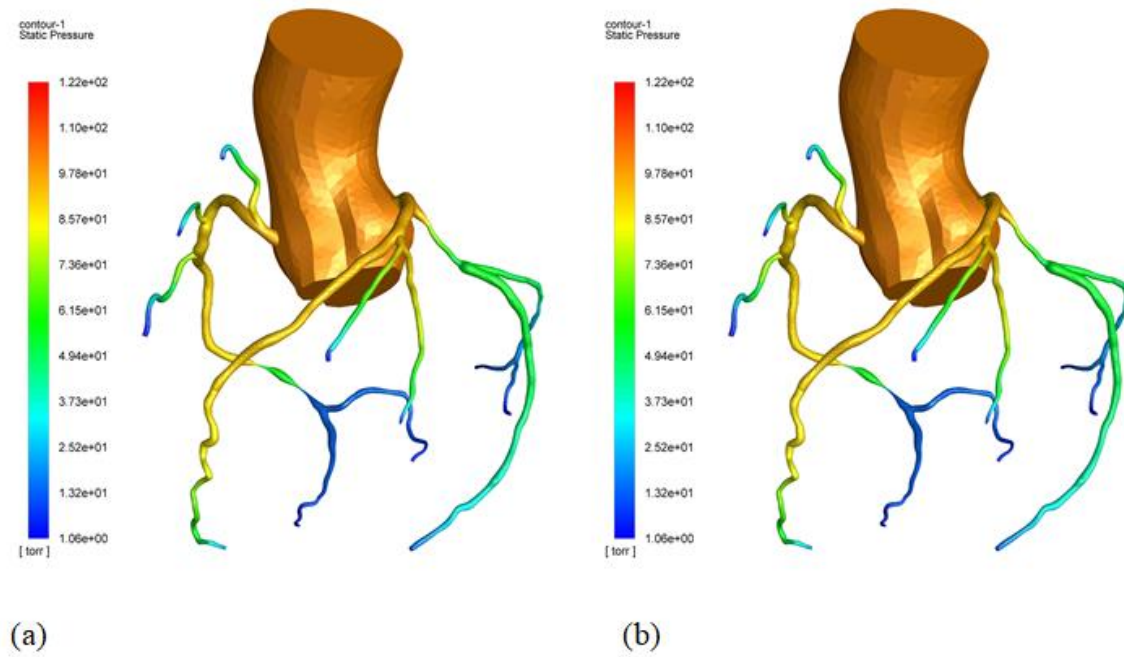 contour-1
Static Pressure
1.22e+02
1.10e+02
9.78e+01
8.57e+01
7.36e+01
6.15e+01
4.94e+01
3.73e+01
2.52e+01
1.32e+01
1.06e+00
[ torr ]
(a)
contour-1
Static Pressure
1.22e+02
1.10e+02
9.78e+01
8.57e+01
7.36e+01
6.15e+01
4.94e+01
3.73e+01
2.52e+01
1.32e+01
1.06e+00
[ torr ]
(b)